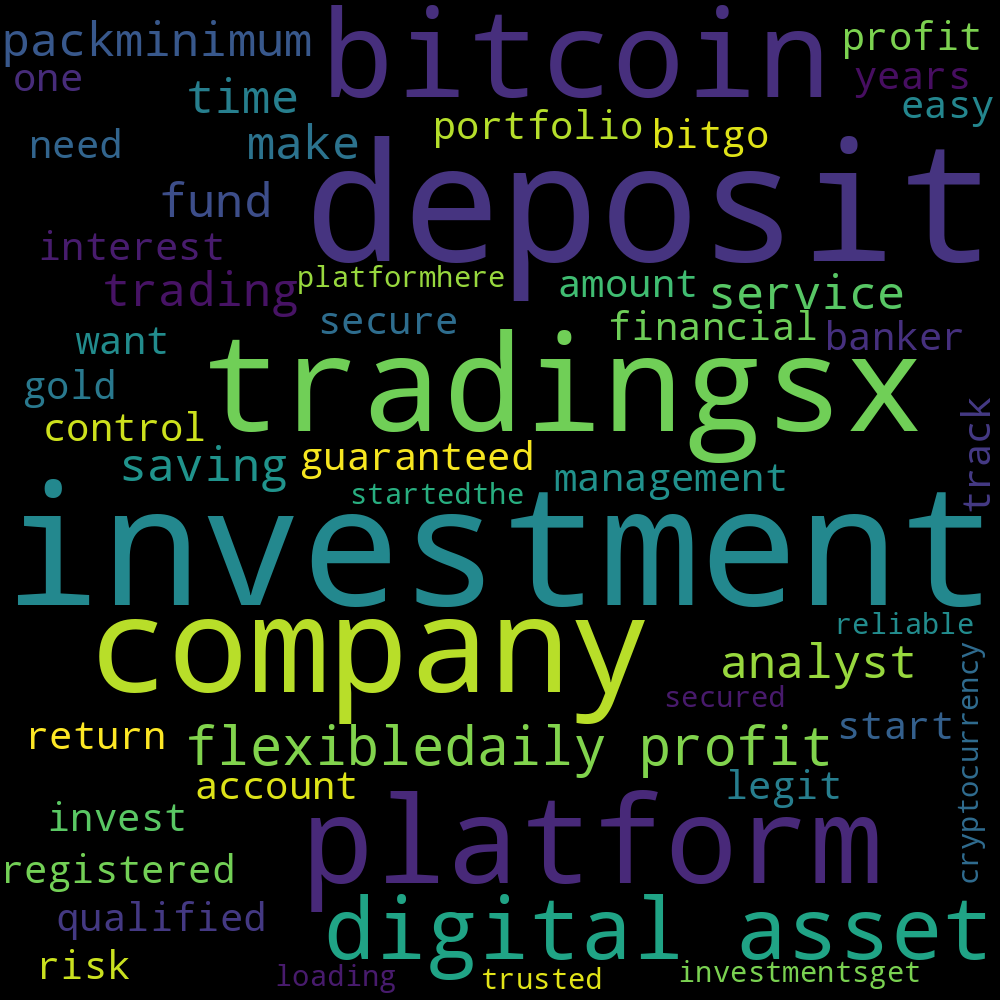 packminimum
bitcoin
profit
one
years
time
easy
portfolio
bitgo
need
make
deposit
fund
interest
trading
platformhere
amount
service
secure
financial
banker
want
tradingsx
gold
control
track
saving
guaranteed
management
startedthe
investment
company
reliable
analyst
secured
cryptocurrency
return
flexibledaily profit
start
account
legit
invest
platform
registered
qualified
digital asset
risk
loading
trusted
investmentsget